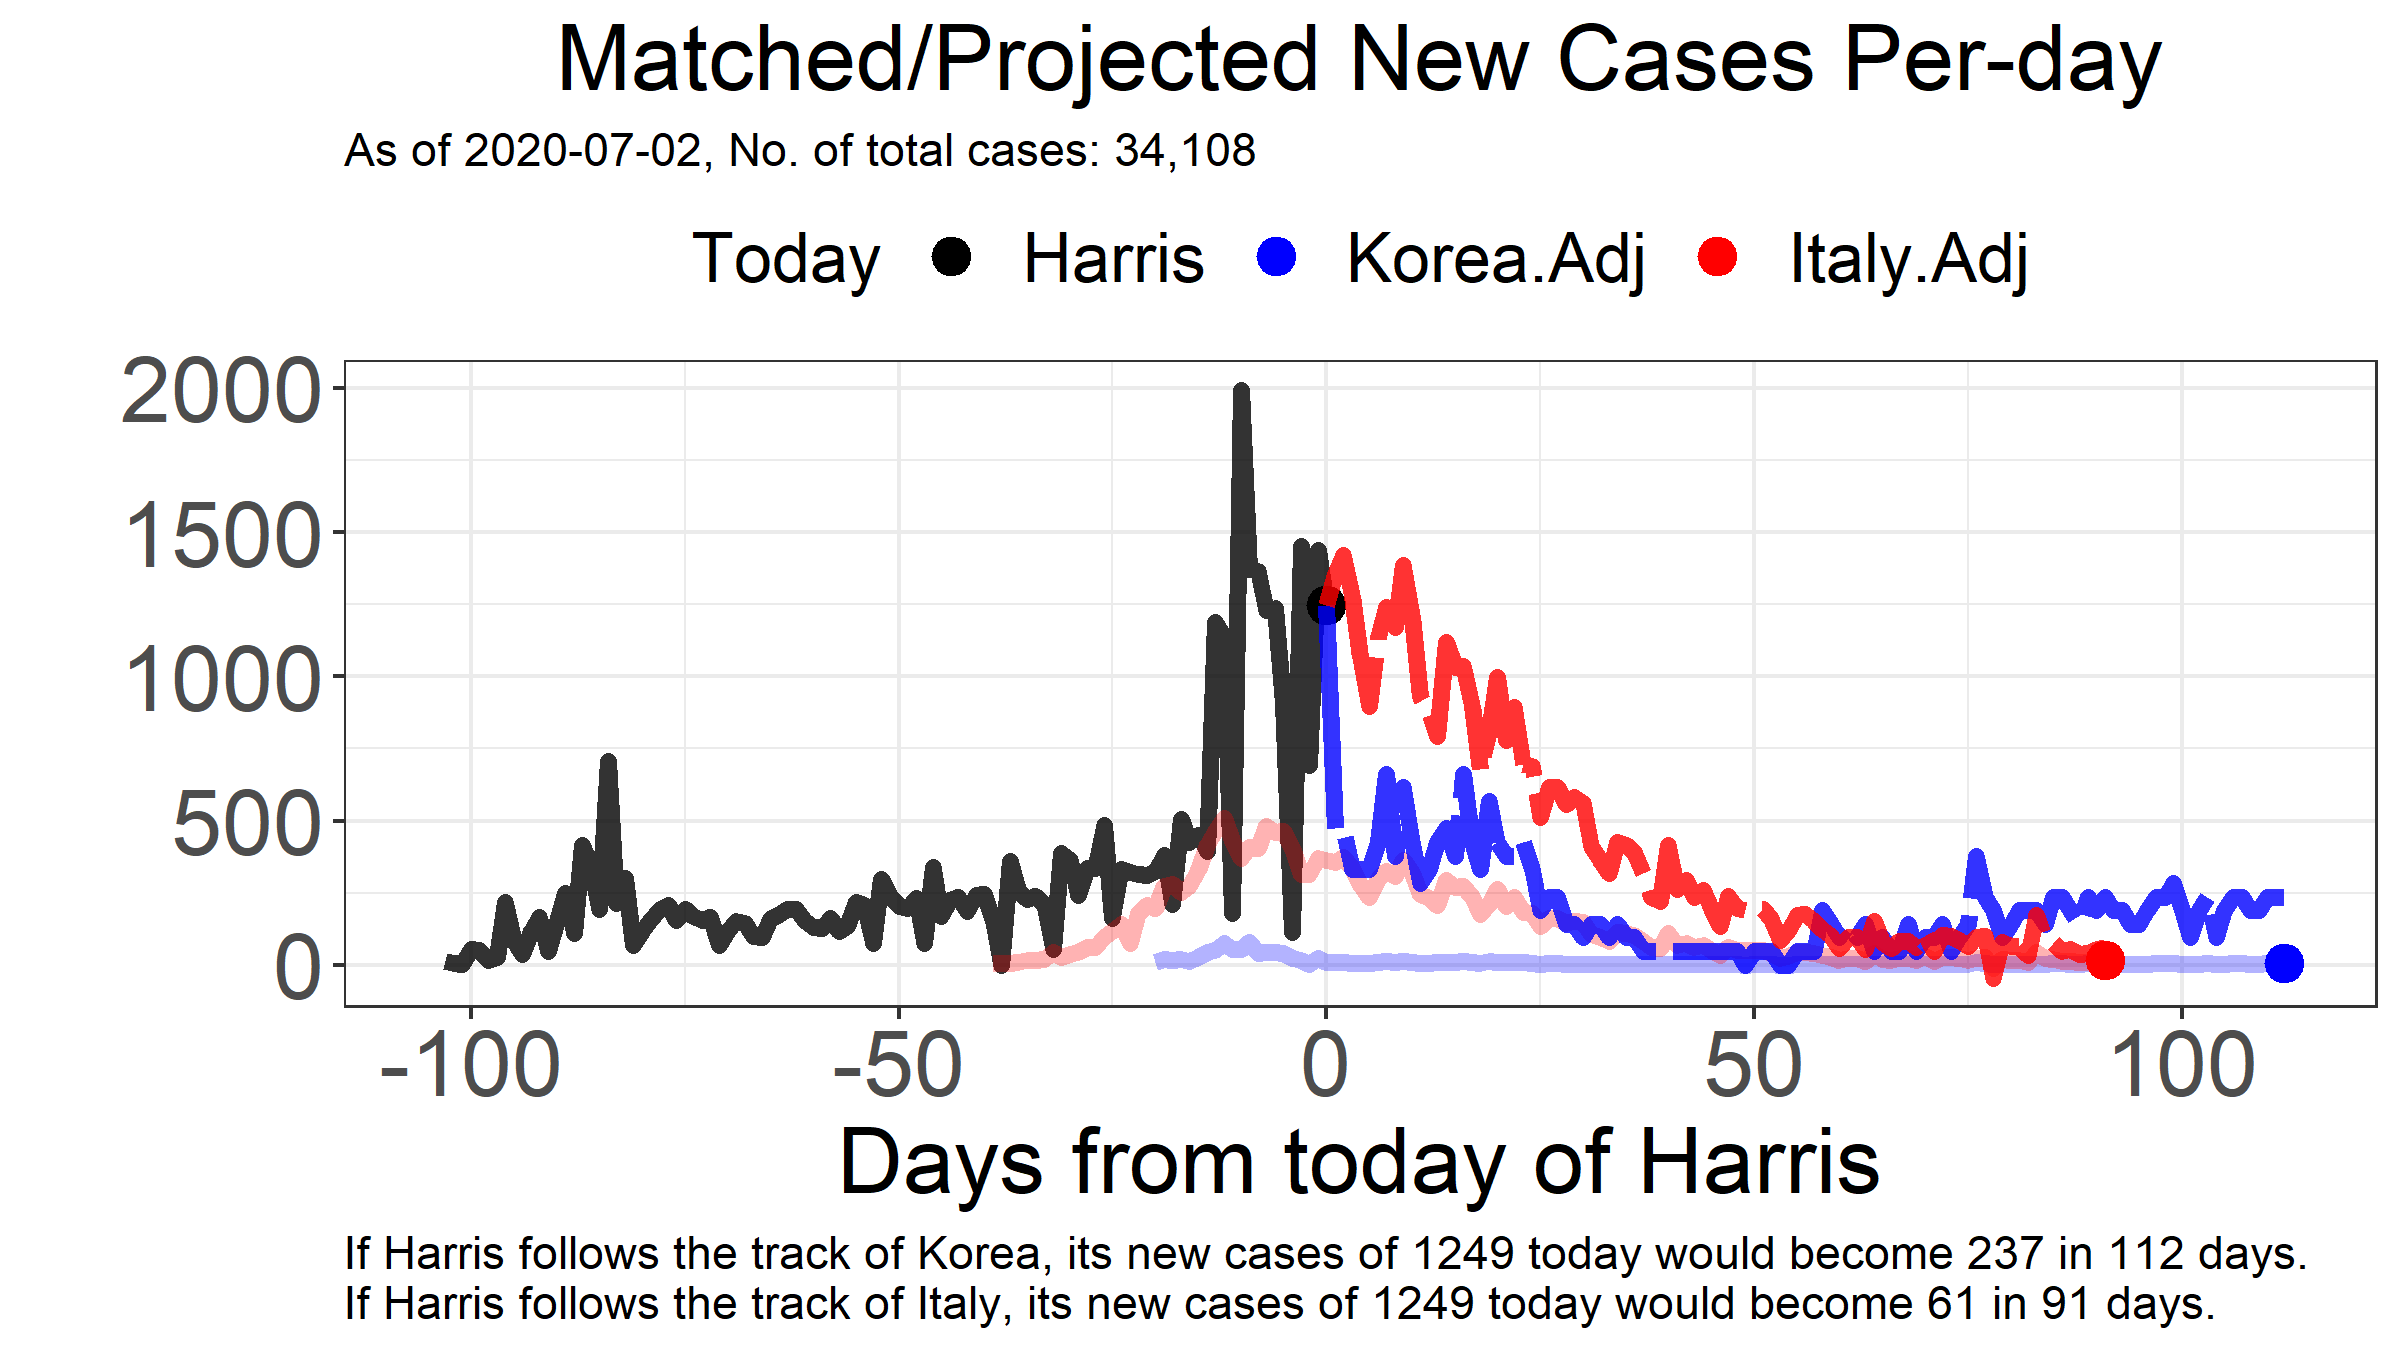 Matched/Projected New Cases Per-day
As of 2020-07-02, No. of total cases: 34,108
Today Harris Korea.Adj Italy.Adj
2000
1500
1000
500
0
-100 -50 0 50 100
Days from today of Harris
If Harris follows the track of Korea, its new cases of 1249 today would become 237 in 112 days.
If Harris follows the track of Italy, its new cases of 1249 today would become 61 in 91 days.